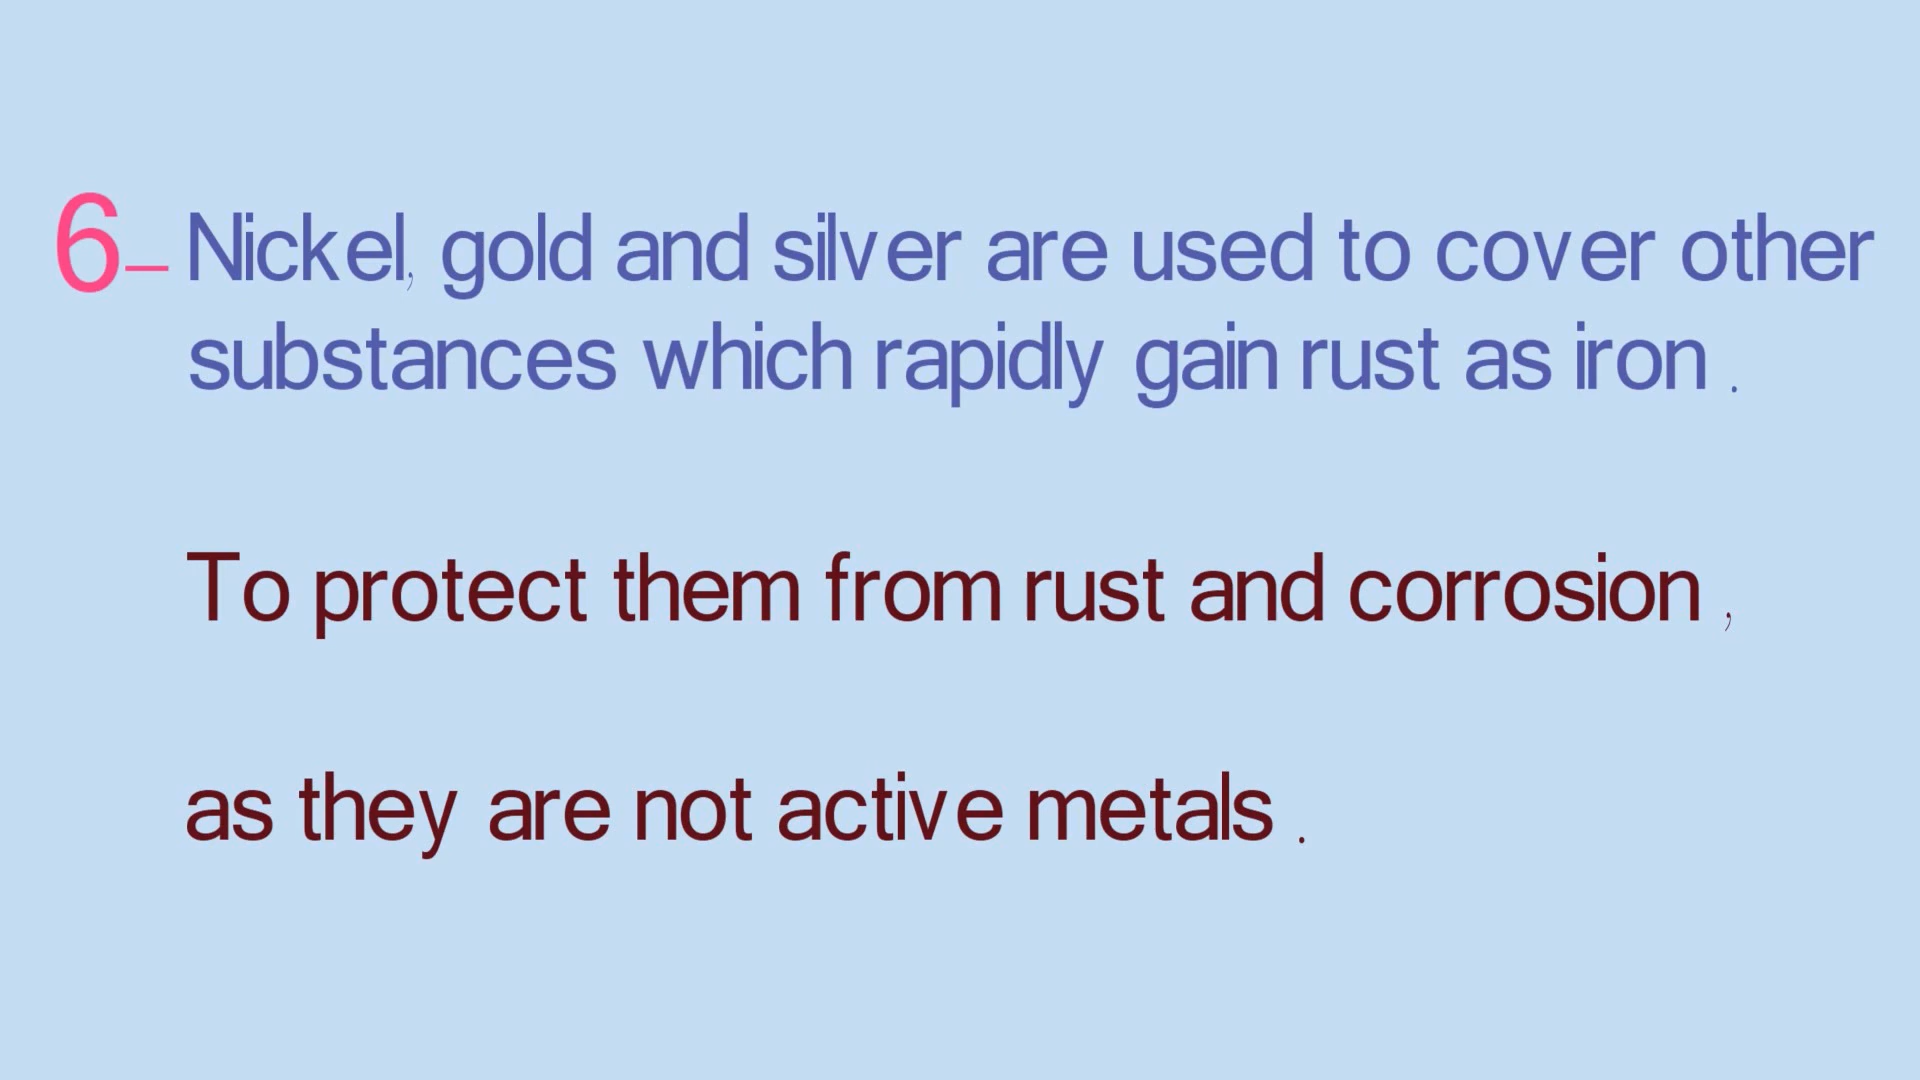 6- Nickel, gold and silver are used to cover other
substances which rapidly gain rust as iron .
To protect them from rust and corrosion ,
as they are not active metals .